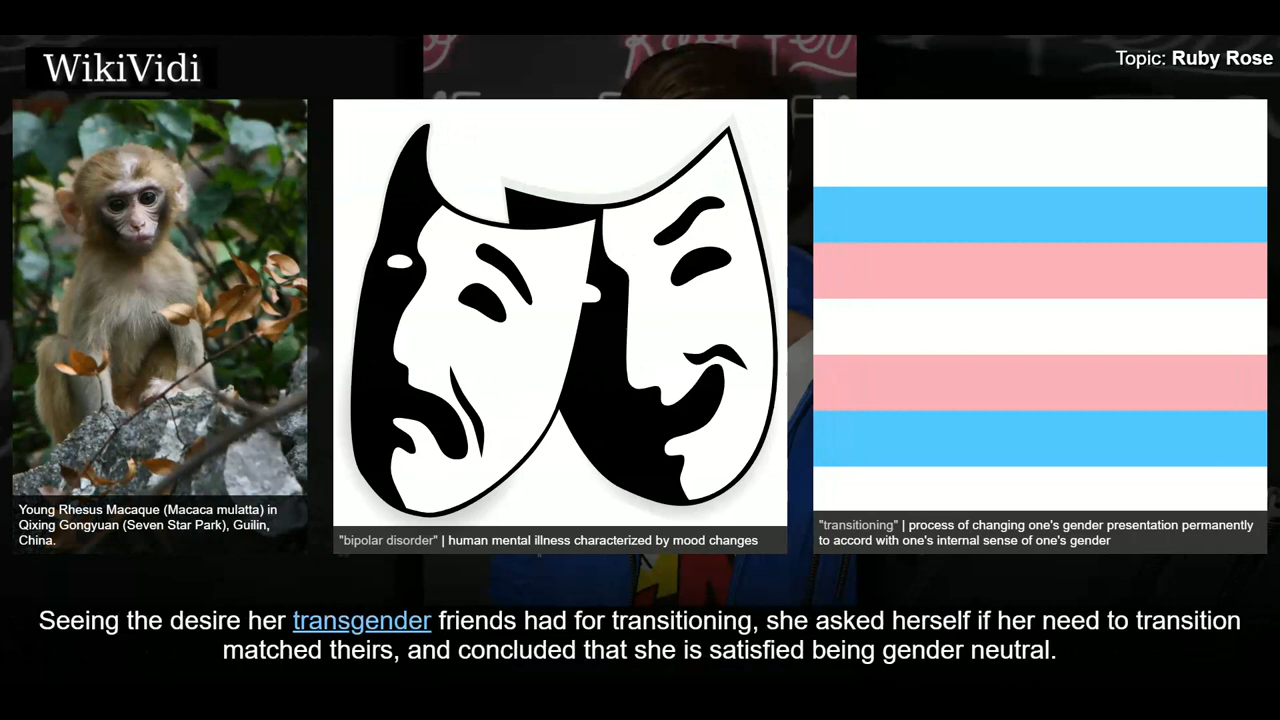 WikiVidi
Topic: Ruby Rose
Young Rhesus Macaque (Macaca mulatta) in
Qixing Gongyuan (Seven Star Park), Guilin,
China.
"bipolar disorder" | human mental illness characterized by mood changes
"transitioning" | process of changing one's gender presentation permanently
to accord with one's internal sense of one's gender
Seeing the desire her transgender friends had for transitioning, she asked herself if her need to transition
matched theirs, and concluded that she is satisfied being gender neutral.